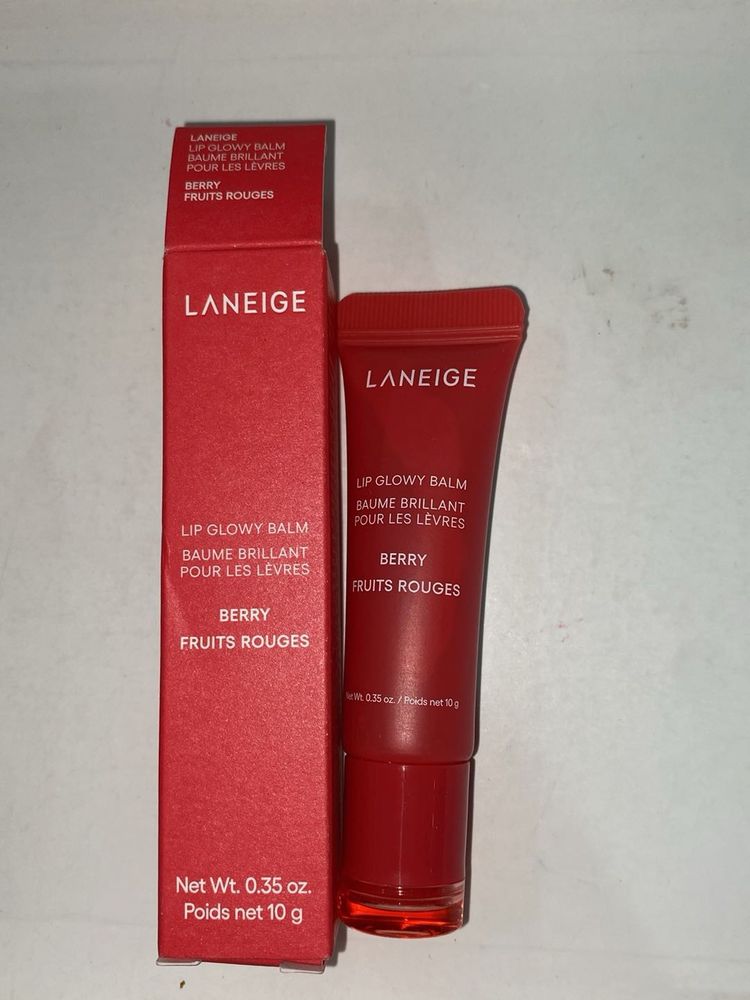 LANEIGE
LIP GLOWY BALM
BAUME BRILLANT
POUR LES LÈVRES
BERRY
FRUITS ROUGES
LANEIGE
LIP GLOWY BALM
BAUME BRILLANT
POUR LES LÈVRES
BERRY
FRUITS ROUGES
Net Wt. 0.35 oz.
Poids net 10 g
LANEIGE
LIP GLOWY BALM
BAUME BRILLANT
POUR LES LÈVRES
BERRY
FRUITS ROUGES
Net Wt. 0.35 oz. / Poids net 10 g